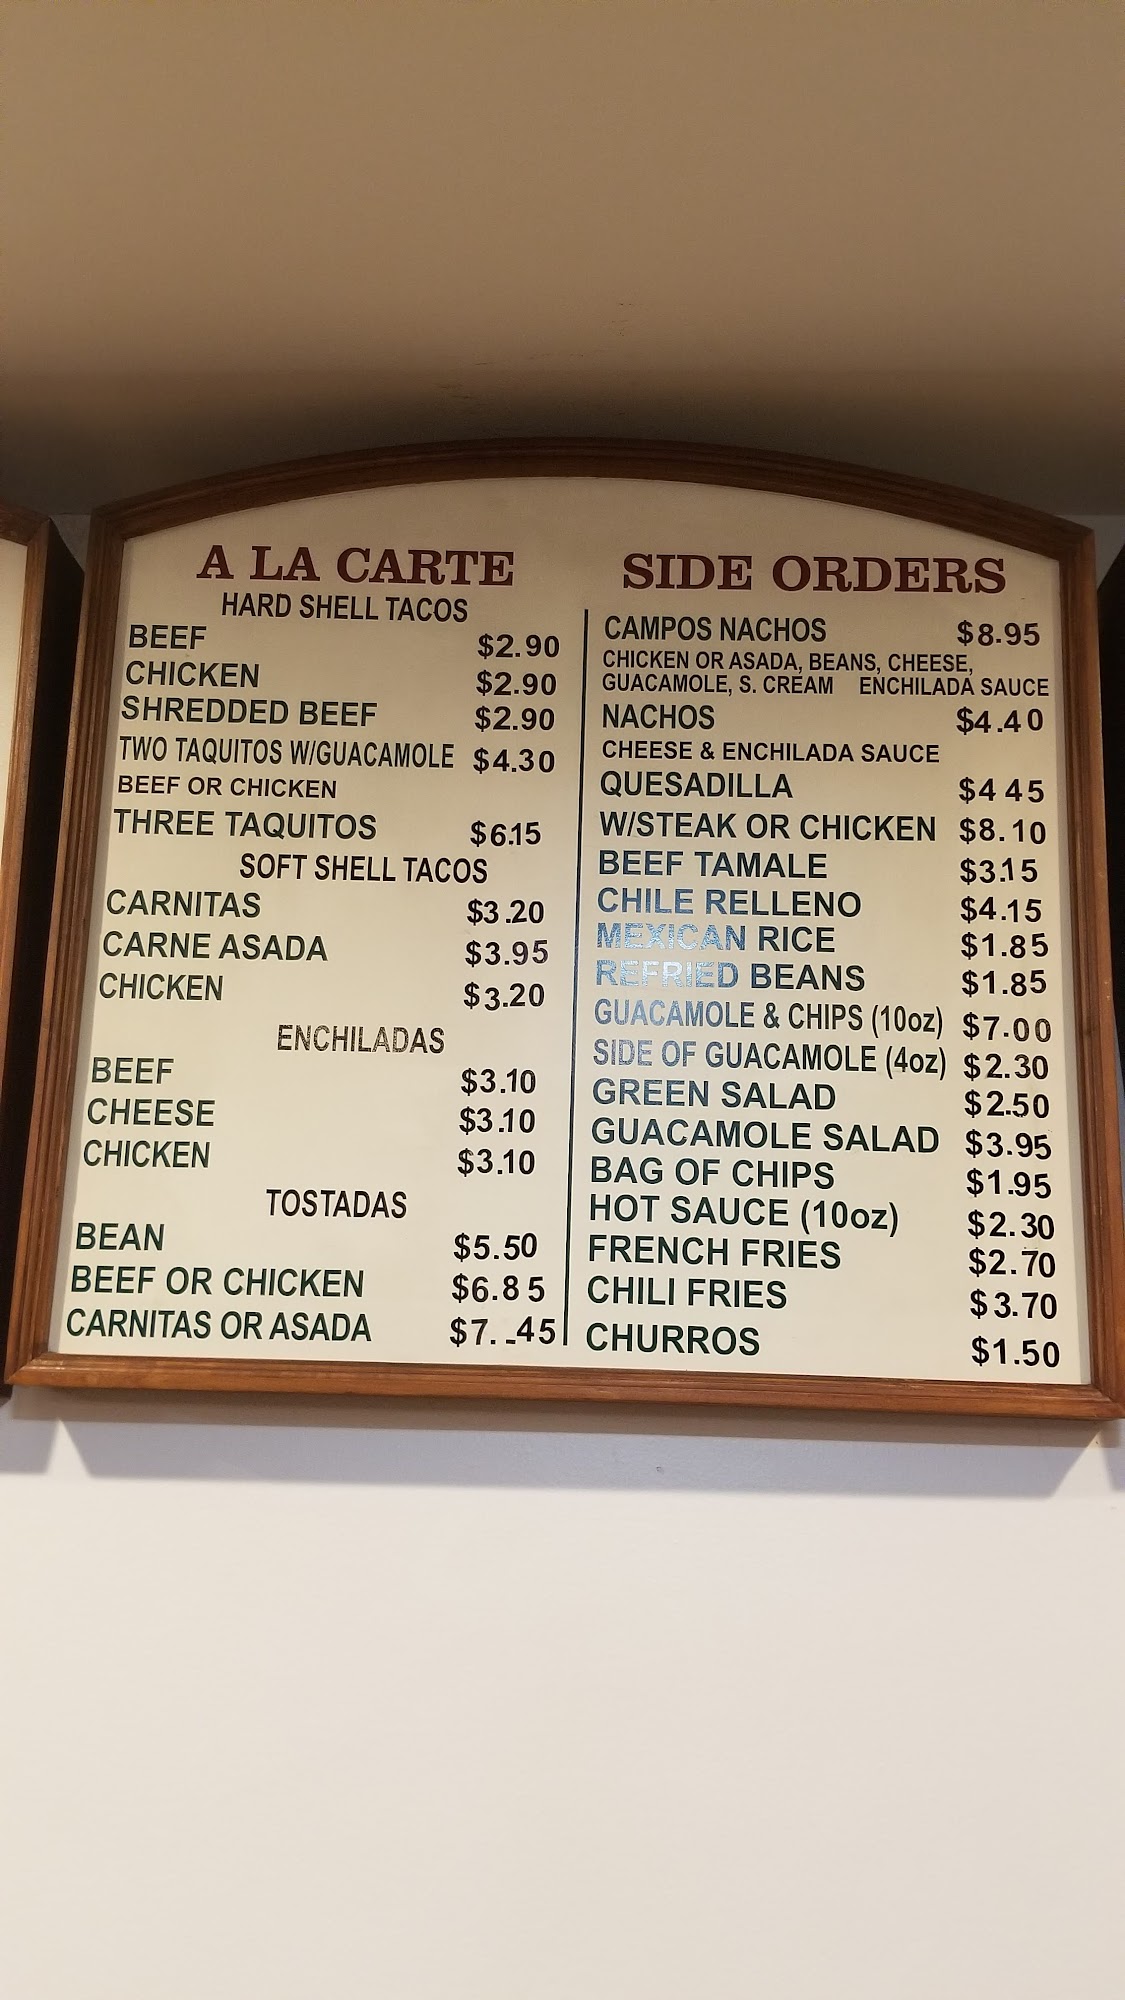 A LA CARTE
HARD SHELL TACOS
BEEF $2.90
CHICKEN $2.90
SHREDDED BEEF $2.90
TWO TAQUITOS W/GUACAMOLE $4.30
BEEF OR CHICKEN
THREE TAQUITOS $6.15
SOFT SHELL TACOS
CARNITAS $3.20
CARNE ASADA $3.95
CHICKEN $3.20
ENCHILADAS
BEEF $3.10
CHEESE $3.10
CHICKEN $3.10
TOSTADAS
BEAN $5.50
BEEF OR CHICKEN $6.85
CARNITAS OR ASADA $7. .45
SIDE ORDERS
CAMPOS NACHOS $8.95
CHICKEN OR ASADA, BEANS, CHEESE,
GUACAMOLE, S. CREAM ENCHILADA SAUCE
NACHOS $4.40
CHEESE & ENCHILADA SAUCE
QUESADILLA $4 45
W/STEAK OR CHICKEN $8.10
BEEF TAMALE $3.15
CHILE RELLENO $4.15
MEXICAN RICE $1.85
REFRIED BEANS $1.85
GUACAMOLE & CHIPS (10oz) $7.00
SIDE OF GUACAMOLE (4oz) $2.30
GREEN SALAD $2.50
GUACAMOLE SALAD $3.95
BAG OF CHIPS $1.95
HOT SAUCE (10oz) $2.30
FRENCH FRIES $2.70
CHILI FRIES $3.70
CHURROS $1.50